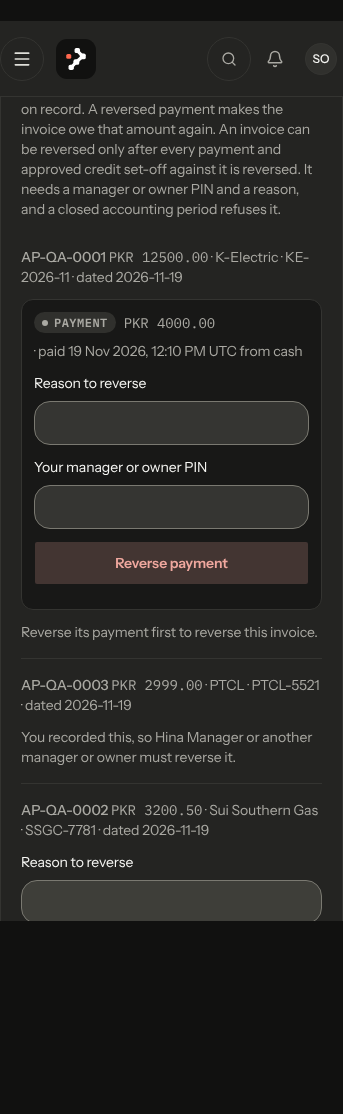 SO
on record. A reversed payment makes the
invoice owe that amount again. An invoice can
be reversed only after every payment and
approved credit set-off against it is reversed. It
needs a manager or owner PIN and a reason,
and a closed accounting period refuses it.
AP-QA-0001 PKR 12500.00 · K-Electric · KE-
2026-11 · dated 2026-11-19
PAYMENT PKR 4000.00
· paid 19 Nov 2026, 12:10 PM UTC from cash
Reason to reverse
Your manager or owner PIN
Reverse payment
Reverse its payment first to reverse this invoice.
AP-QA-0003 PKR 2999.00 · PTCL · PTCL-5521
· dated 2026-11-19
You recorded this, so Hina Manager or another
manager or owner must reverse it.
AP-QA-0002 PKR 3200.50 · Sui Southern Gas
· SSGC-7781 · dated 2026-11-19
Reason to reverse